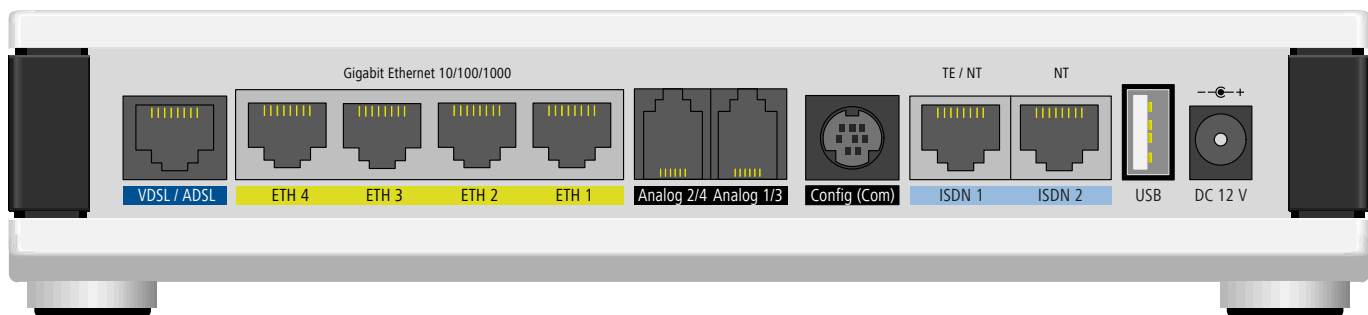 Gigabit Ethernet 10/100/1000
TE / NT
NT
VDSL / ADSL
ETH 4
ETH 3
ETH 2
ETH 1
Analog 2/4
Analog 1/3
Config (Com)
ISDN 1
ISDN 2
USB
DC 12 V